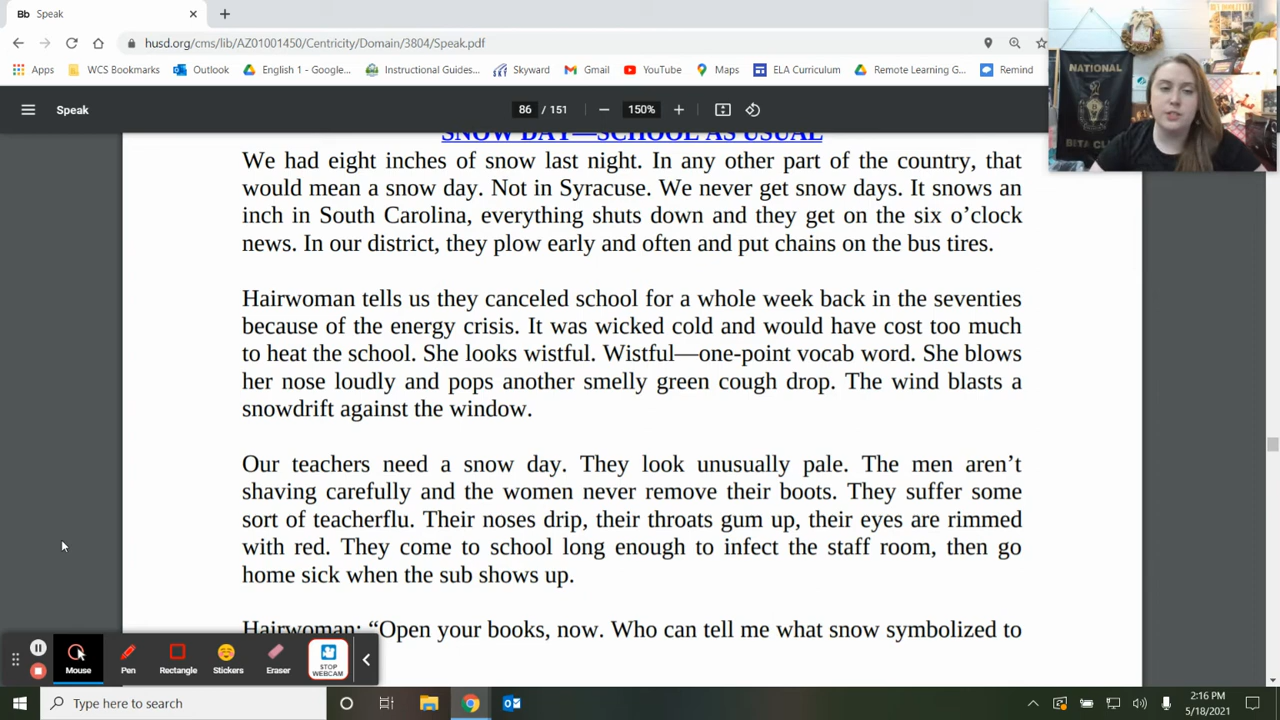 Bb Speak
husd.org/cms/lib/AZ01001450/Centricity/Domain/3804/Speak.pdf
Apps WCS Bookmarks Outlook English 1 - Google... Instructional Guides... Skyward Gmail YouTube Maps ELA Curriculum Remote Learning G... Remind
Speak 86 / 151 150%
NATIONAL
BETA CLUB
SNOW DAY—SCHOOL AS USUAL
We had eight inches of snow last night. In any other part of the country, that
would mean a snow day. Not in Syracuse. We never get snow days. It snows an
inch in South Carolina, everything shuts down and they get on the six o’clock
news. In our district, they plow early and often and put chains on the bus tires.
Hairwoman tells us they canceled school for a whole week back in the seventies
because of the energy crisis. It was wicked cold and would have cost too much
to heat the school. She looks wistful. Wistful—one-point vocab word. She blows
her nose loudly and pops another smelly green cough drop. The wind blasts a
snowdrift against the window.
Our teachers need a snow day. They look unusually pale. The men aren’t
shaving carefully and the women never remove their boots. They suffer some
sort of teacherflu. Their noses drip, their throats gum up, their eyes are rimmed
with red. They come to school long enough to infect the staff room, then go
home sick when the sub shows up.
Hairwoman: “Open your books, now. Who can tell me what snow symbolized to
Mouse Pen Rectangle Stickers Eraser STOP
WEBCAM
Type here to search
2:16 PM
5/18/2021